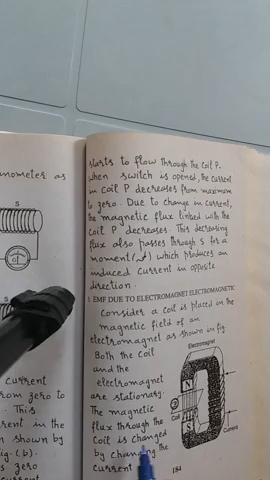 nometer as
S
G
S
current
rom zero to
. This
rent in the
n shown by
ig.(b).
s zero
starts to flow through the coil P.
when switch is opened, the current
in coil P decreases from maximum
to zero. Due to change in current,
the magnetic flux linked with the
coil P decreases. This decreasing
flux also passes through S for a
which produces an
induced current in opposite
direction.
EMF DUE TO ELECTROMAGNET ELECTROMAGNETIC
Consider a coil is placed in the
magnetic field of an
electromagnet as shown in fig
Both the coil
and the
electromagnet
are stationary.
The magnetic
flux through the
coil is changed
by changing the
current
Electromagnet
N
S
Coil
Current
184